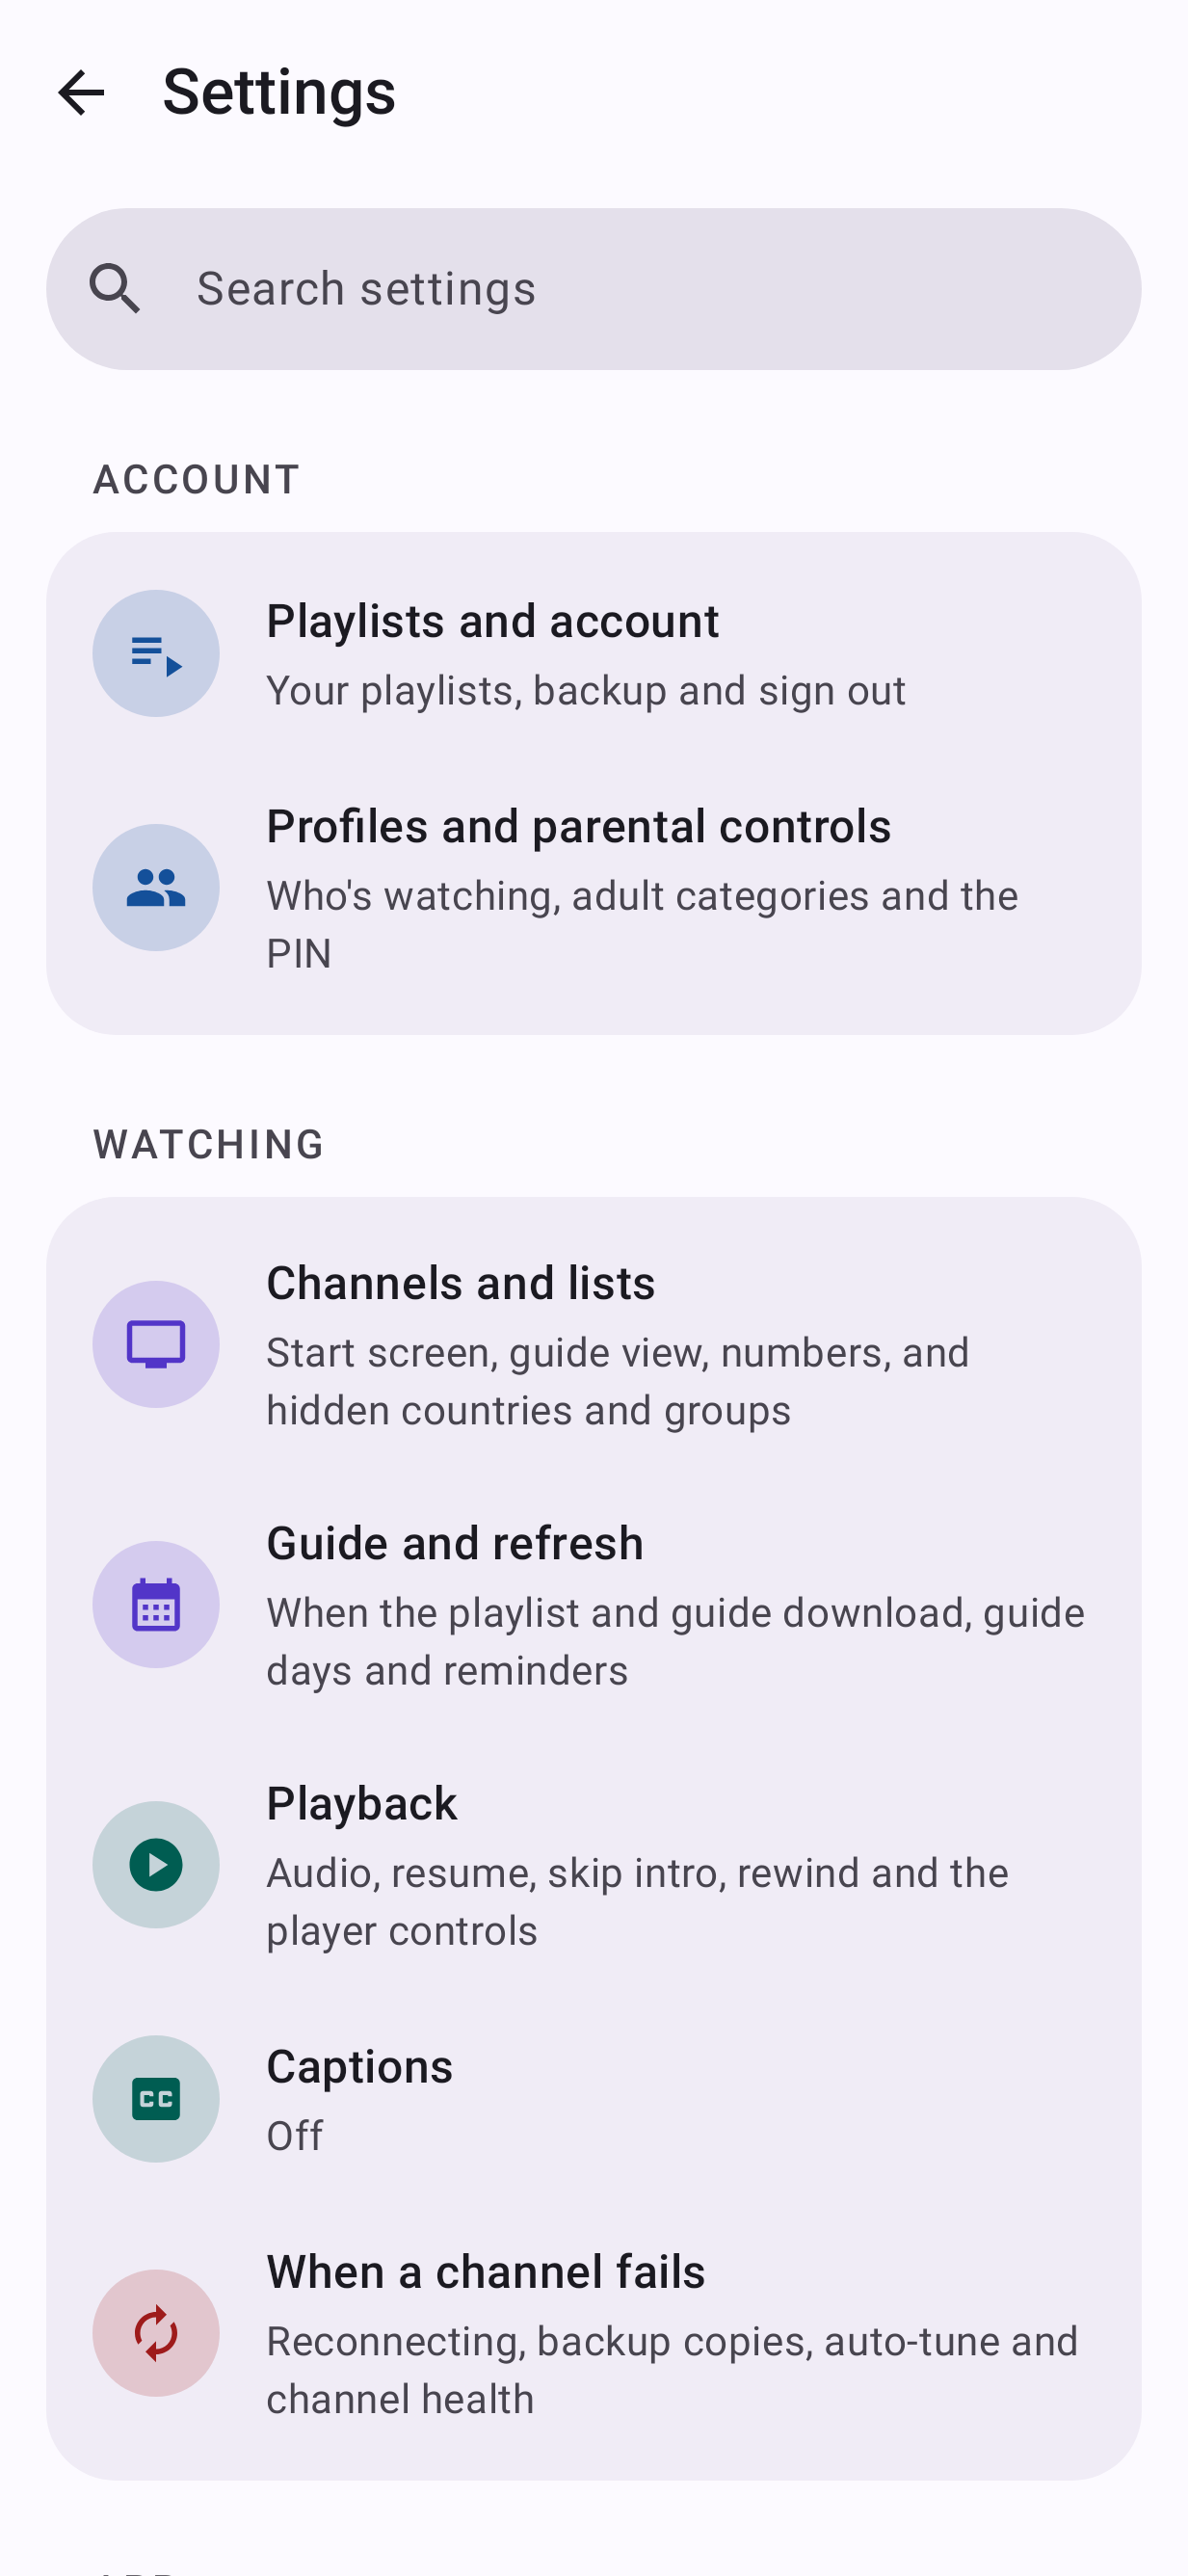 Settings
Search settings
ACCOUNT
Playlists and account
Your playlists, backup and sign out
Profiles and parental controls
Who's watching, adult categories and the
PIN
WATCHING
Channels and lists
Start screen, guide view, numbers, and
hidden countries and groups
Guide and refresh
When the playlist and guide download, guide
days and reminders
Playback
Audio, resume, skip intro, rewind and the
player controls
CC
Captions
Off
When a channel fails
Reconnecting, backup copies, auto-tune and
channel health